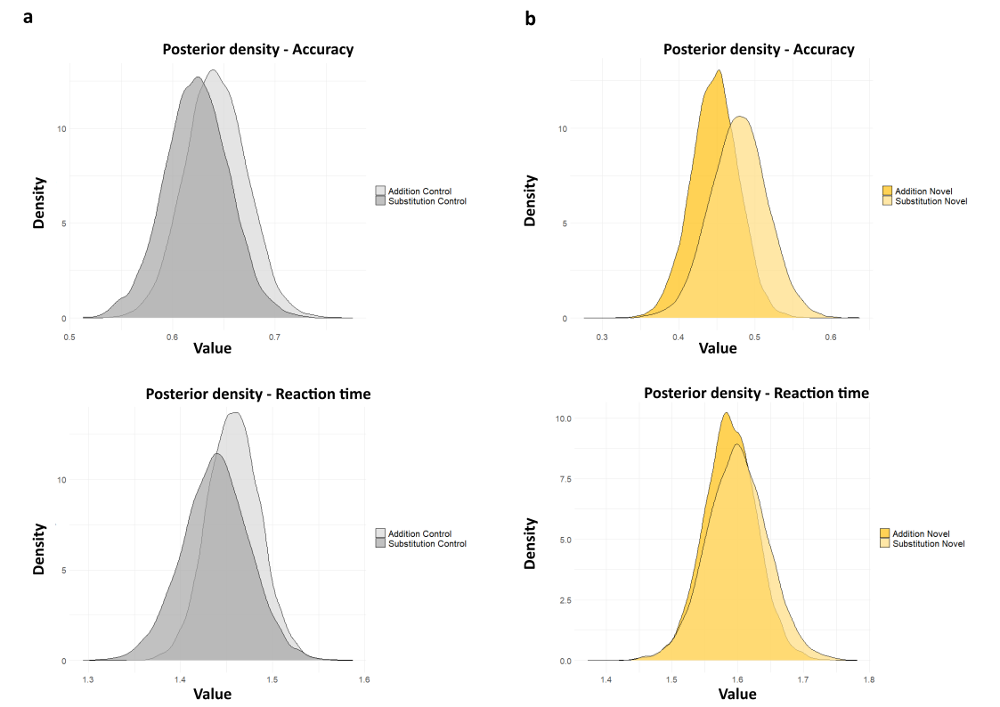 a
b
Posterior density - Accuracy
Posterior density - Accuracy
10
5
0
Density
0.5 0.6 0.7
Value
Addition Control
Substitution Control
10
5
0
Density
0.3 0.4 0.5 0.6
Value
Addition Novel
Substitution Novel
Posterior density - Reaction time
Posterior density - Reaction time
10
5
0
Density
1.3 1.4 1.5 1.6
Value
Addition Control
Substitution Control
10.0
7.5
5.0
2.5
0.0
Density
1.4 1.5 1.6 1.7 1.8
Value
Addition Novel
Substitution Novel